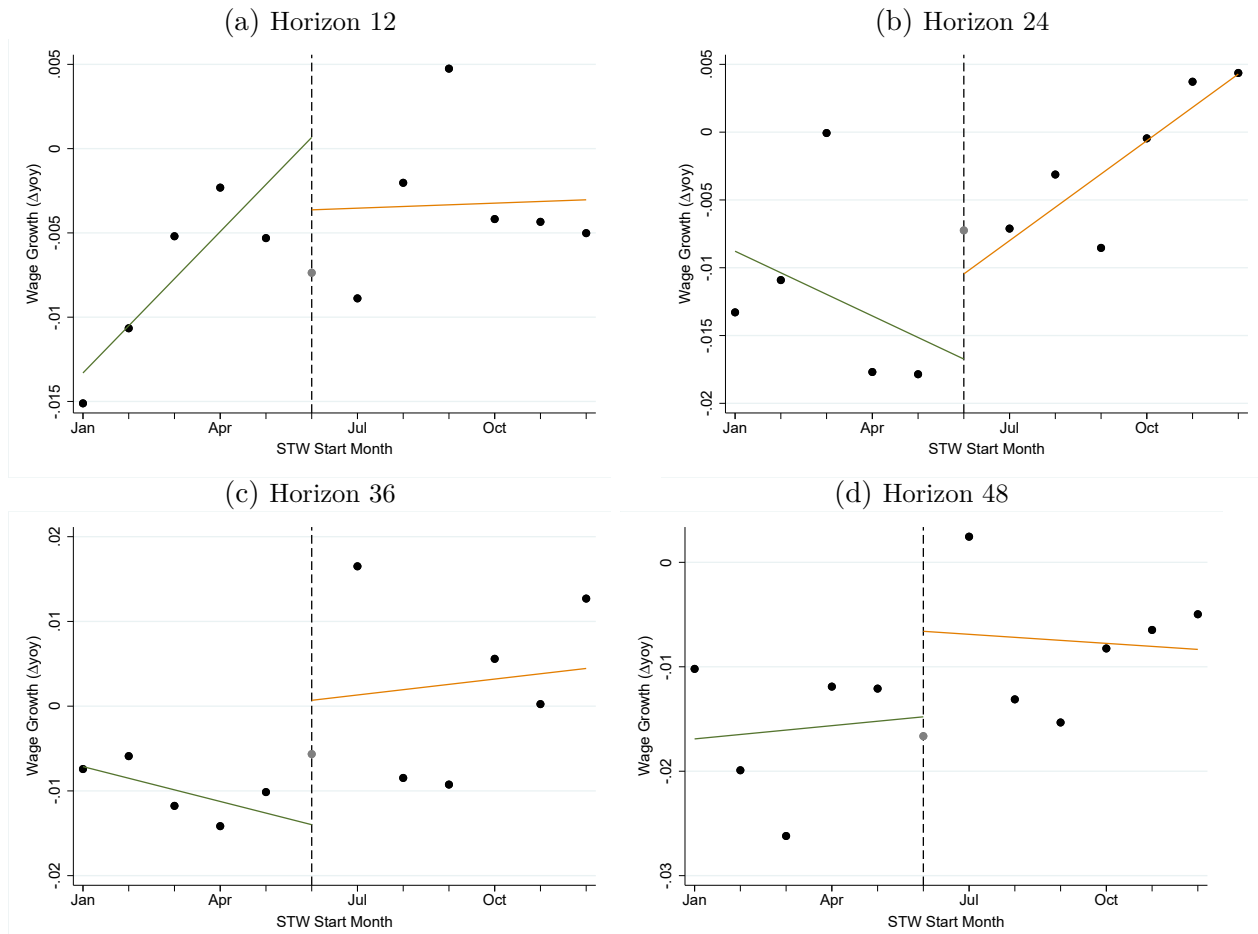 (a) Horizon 12
Wage Growth (Δyoy)
.005
0
-.005
-.01
-.015
Jan
Apr
Jul
Oct
STW Start Month
(b) Horizon 24
Wage Growth (Δyoy)
.005
0
-.005
-.01
-.015
-.02
Jan
Apr
Jul
Oct
STW Start Month
(c) Horizon 36
Wage Growth (Δyoy)
.02
.01
0
-.01
-.02
Jan
Apr
Jul
Oct
STW Start Month
(d) Horizon 48
Wage Growth (Δyoy)
0
-.01
-.02
-.03
Jan
Apr
Jul
Oct
STW Start Month